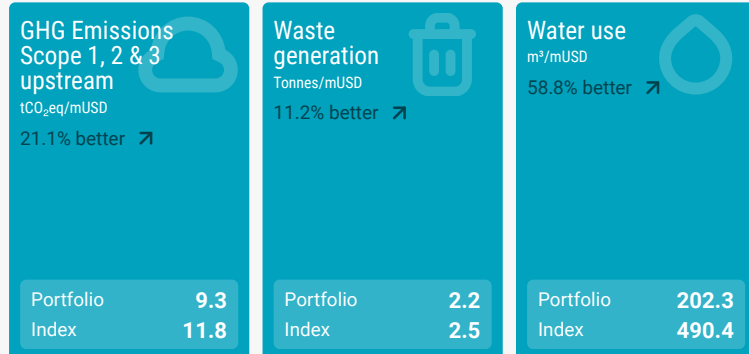 GHG Emissions
Scope 1, 2 & 3
upstream
tCO₂eq/mUSD
21.1% better
Portfolio 9.3
Index 11.8
Waste
generation
Tonnes/mUSD
11.2% better
Portfolio 2.2
Index 2.5
Water use
m³/mUSD
58.8% better
Portfolio 202.3
Index 490.4